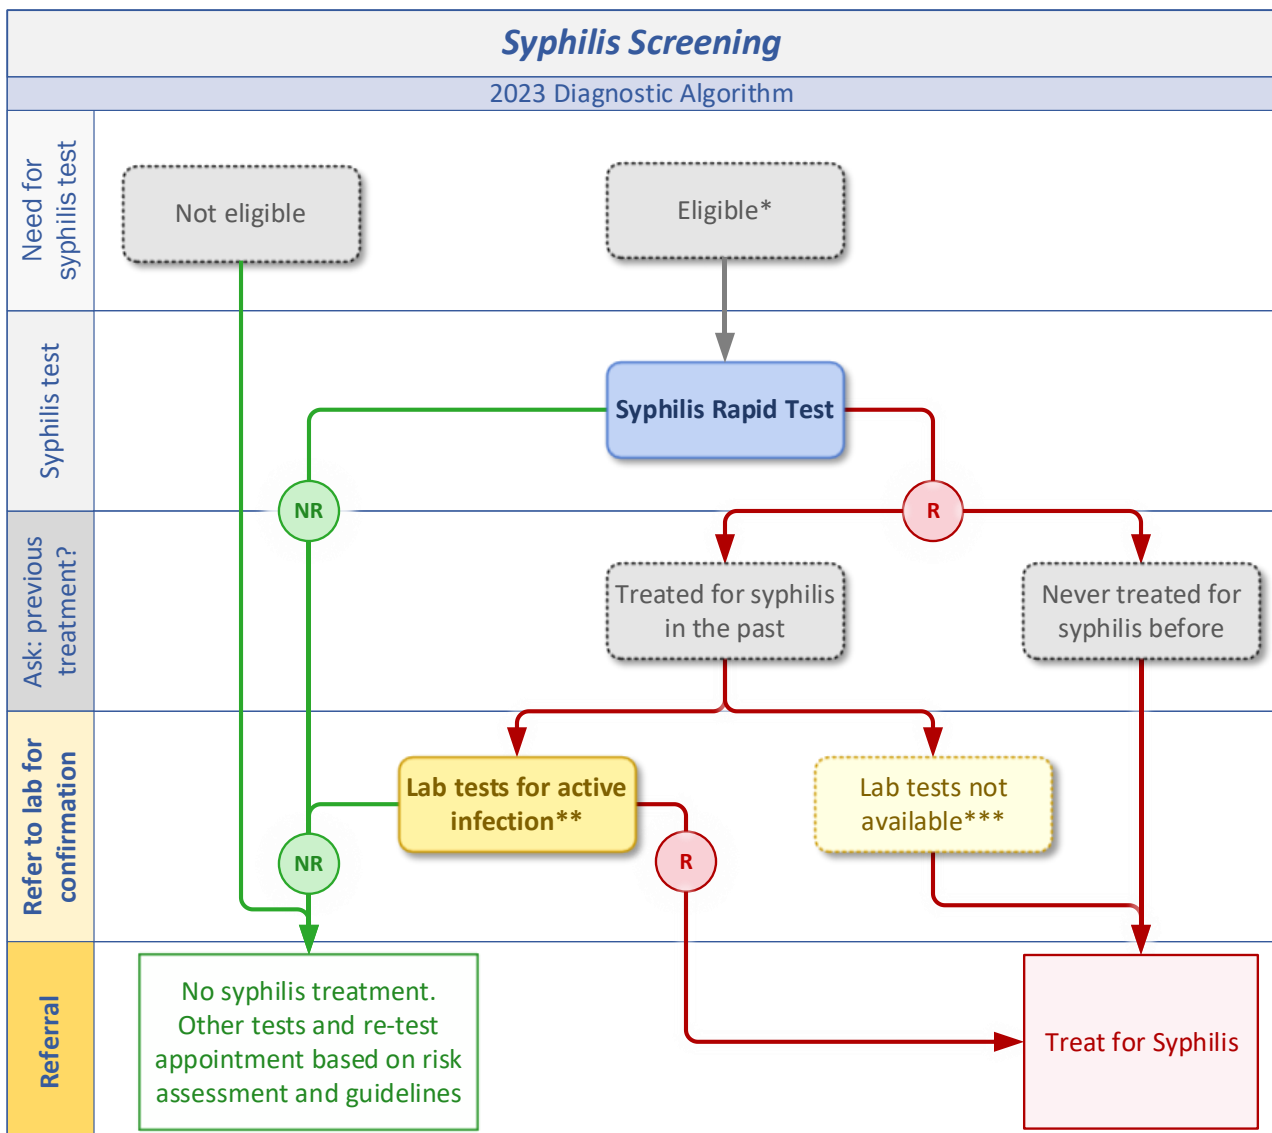 Syphilis Screening
2023 Diagnostic Algorithm
Need for
syphilis test
Not eligible
Eligible*
Syphilis test
Syphilis Rapid Test
NR
R
Ask: previous
treatment?
Treated for syphilis
in the past
Never treated for
syphilis before
Refer to lab for
confirmation
Lab tests for active
infection**
Lab tests not
available***
NR
R
Referral
No syphilis treatment.
Other tests and re-test
appointment based on risk
assessment and guidelines
Treat for Syphilis